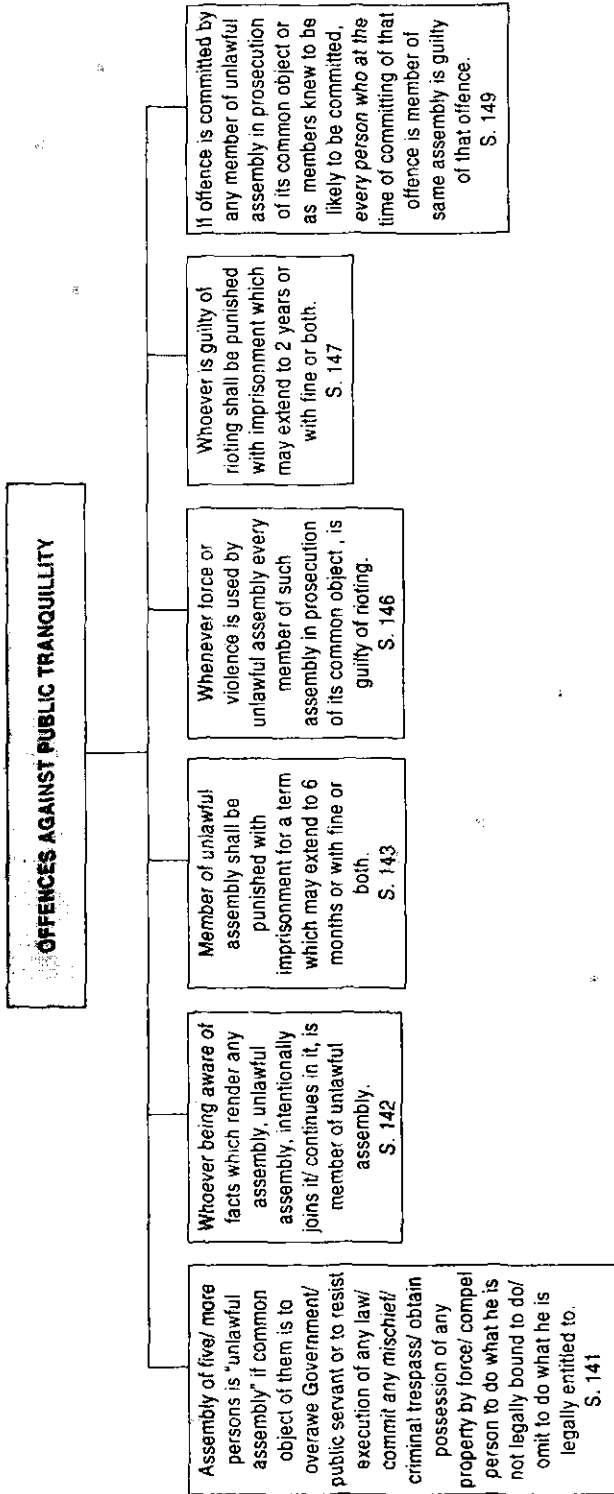 OFFENCES AGAINST PUBLIC TRANQUILLITY
Assembly of five/ more
persons is "unlawful
assembly" if common
object of them is to
overawe Government/
public servant or to resist
execution of any law/
commit any mischief/
criminal trespass/ obtain
possession of any
property by force/ compel
person to do what he is
not legally bound to do/
omit to do what he is
legally entitled to.
S. 141
Whoever being aware of
facts which render any
assembly, unlawful
assembly, intentionally
joins it/ continues in it, is
member of unlawful
assembly.
S. 142
Member of unlawful
assembly shall be
punished with
imprisonment for a term
which may extend to 6
months or with fine or
both.
S. 143
Whenever force or
violence is used by
unlawful assembly every
member of such
assembly in prosecution
of its common object , is
guilty of rioting.
S. 146
Whoever is guilty of
rioting shall be punished
with imprisonment which
may extend to 2 years or
with fine or both.
S. 147
If offence is committed by
any member of unlawful
assembly in prosecution
of its common object or
as members knew to be
likely to be committed,
every person who at the
time of committing of that
offence is member of
same assembly is guilty
of that offence.
S. 149